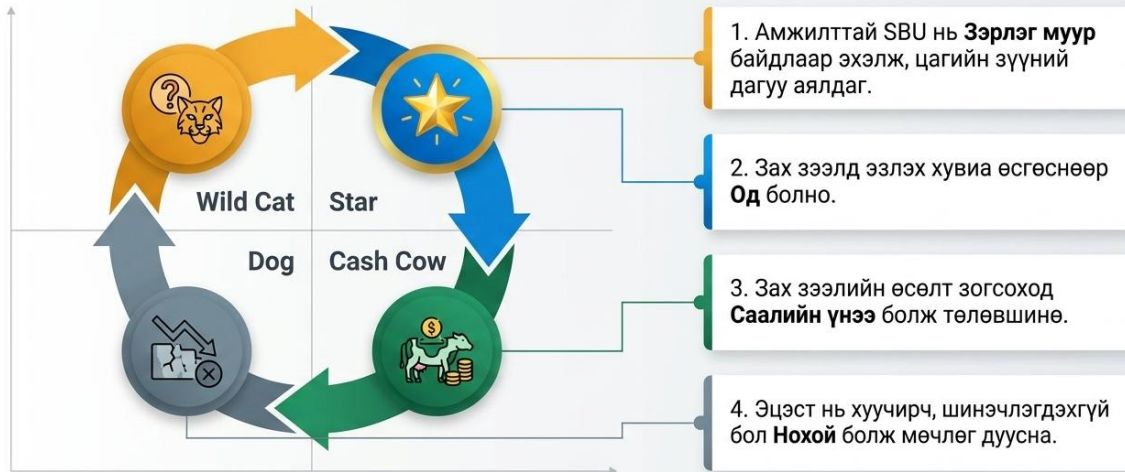 Wild Cat
Star
Dog
Cash Cow
?
$
1. Амжилттай SBU нь Зэрлэг муур
байдлаар эхэлж, цагийн зүүний
дагуу аялдаг.
2. Зах зээлд эзлэх хувиа өсгөснөөр
Од болно.
3. Зах зээлийн өсөлт зогсоход
Саалийн үнээ болж төлөвшинө.
4. Эцэст нь хуучирч, шинэчлэгдэхгүй
бол Нохой болж мөчлөг дуусна.